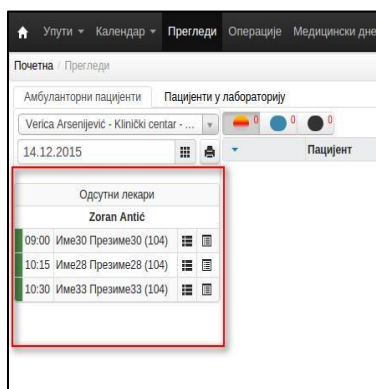 Упути Календар Прегледи Операције Медицински дне
Почетна / Прегледи
Амбуланторни пацијенти Пацијенти у лабораторију
Verica Arsenijević - Klinički centar - ...
0 0 0
14.12.2015
Пацијент
Одсутни лекари
Zoran Antić
09:00 Име30 Презиме30 (104)
10:15 Име28 Презиме28 (104)
10:30 Име33 Презиме33 (104)